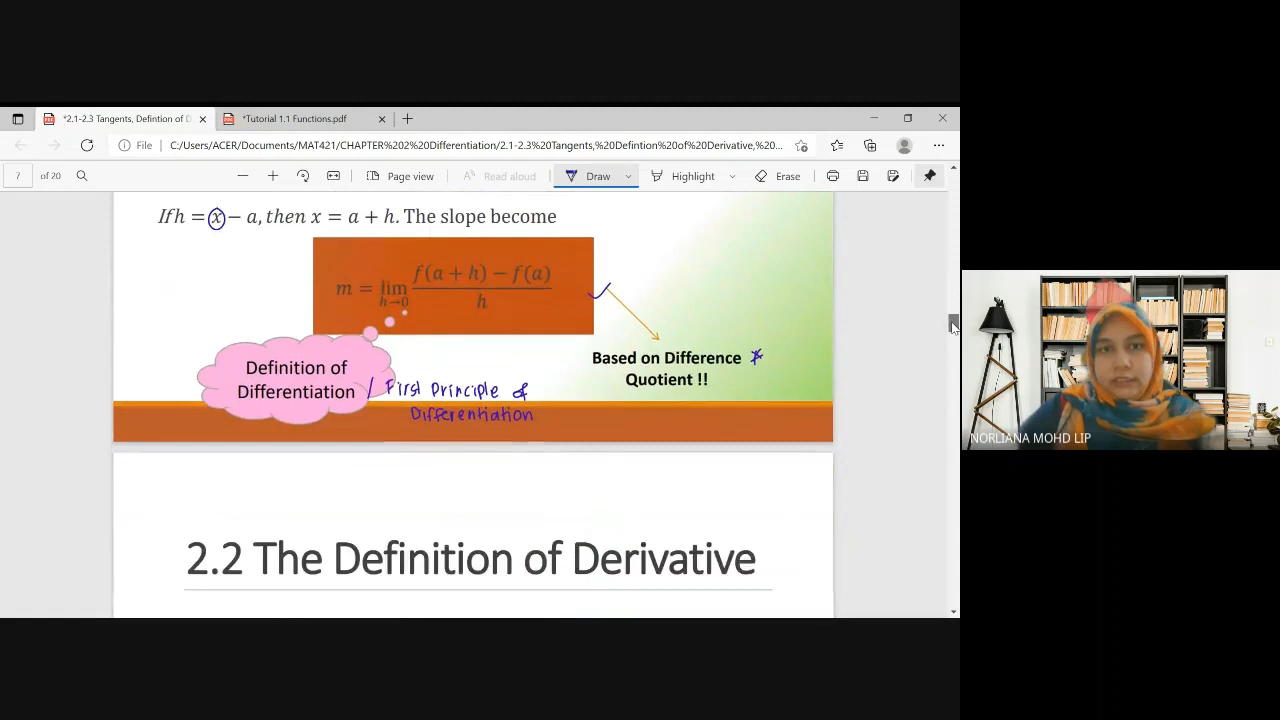 *2.1-2.3 Tangents, Defintion of D
*Tutorial 1.1 Functions.pdf
File
C:/Users/ACER/Documents/MAT421/CHAPTER%202%20Differentiation/2.1-2.3%20Tangents,%20Defintion%20of%20Derivative,%20...
7 of 20
Page view
Read aloud
Draw
Highlight
Erase
If h = x − a, then x = a + h. The slope become
m = lim h→0 f(a + h) − f(a) / h
Definition of
Differentiation
/ First Principle of
Differentiation
Based on Difference *
Quotient !!
2.2 The Definition of Derivative
NORLIANA MOHD LIP